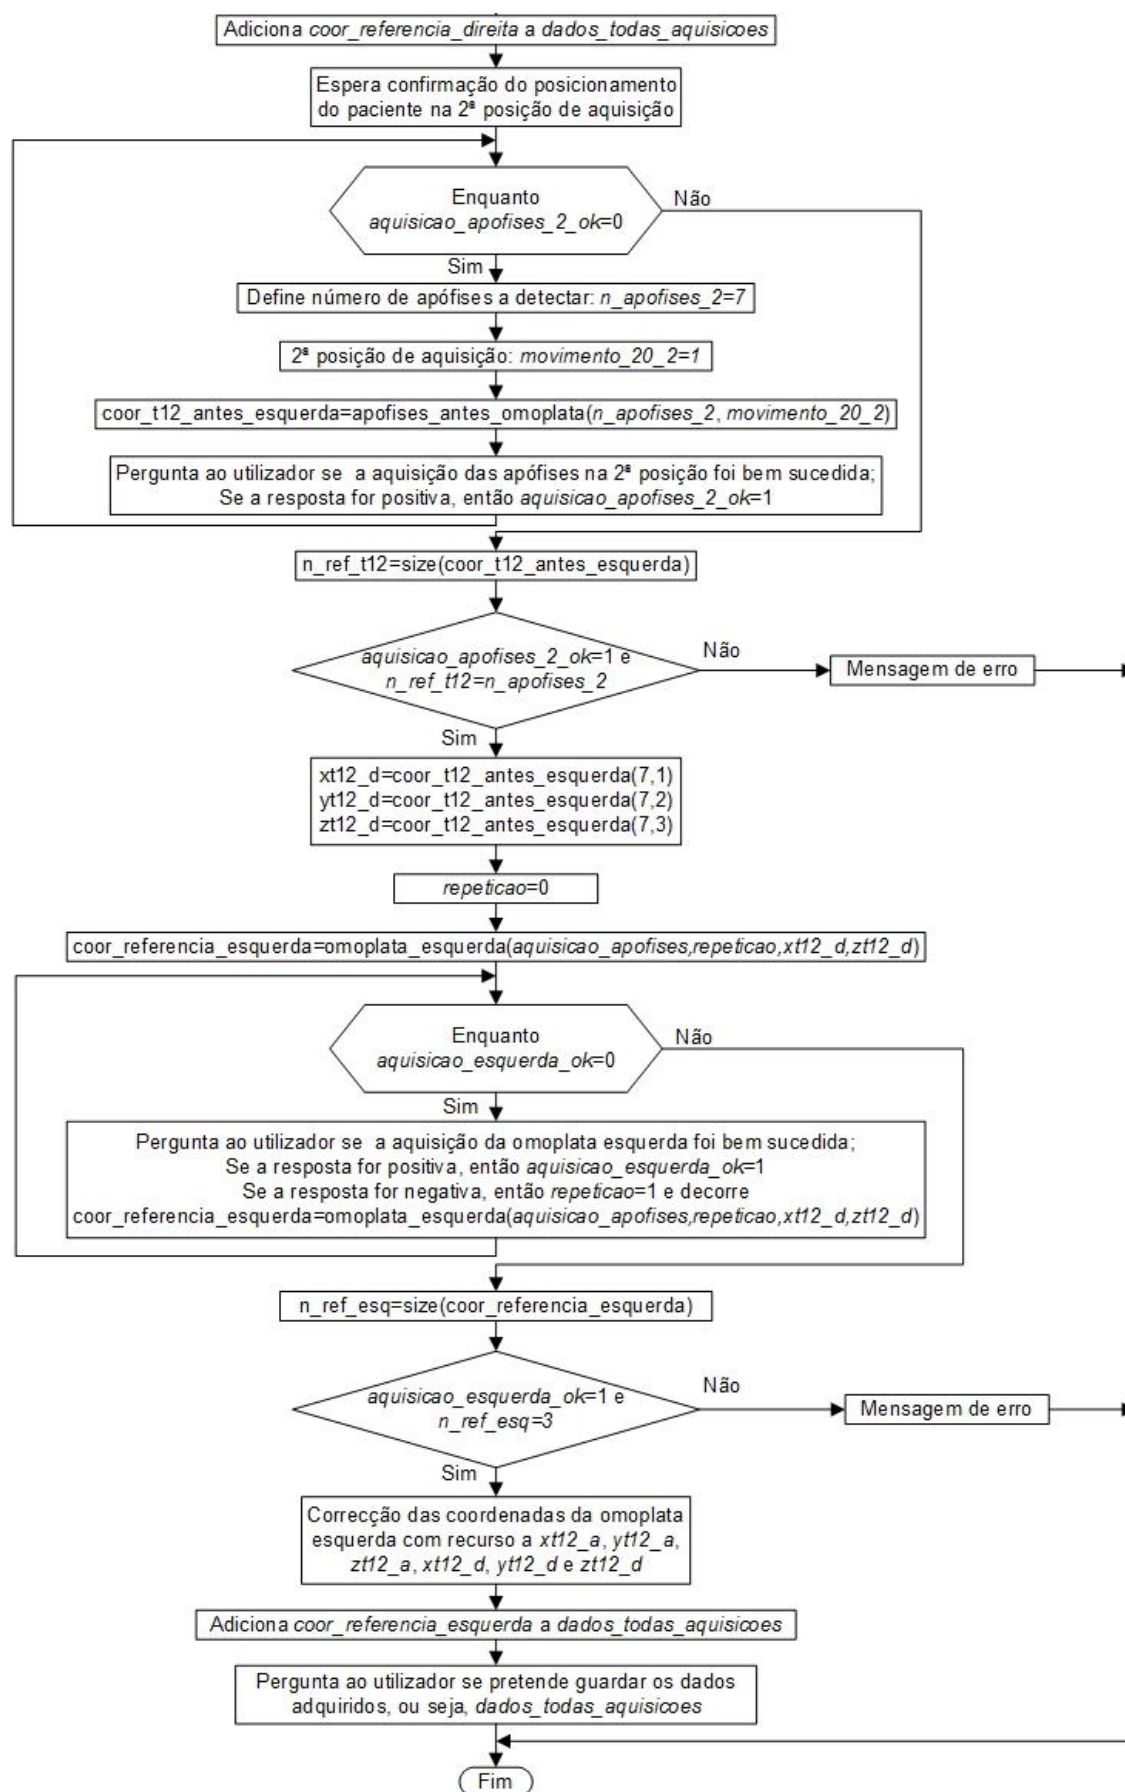 Adiciona coor_referencia_direita a dados_todas_aquisicoes
Espera confirmação do posicionamento
do paciente na 2ª posição de aquisição
Enquanto
aquisicao_apofises_2_ok=0
Não
Sim
Define número de apófises a detectar: n_apofises_2=7
2ª posição de aquisição: movimento_20_2=1
coor_t12_antes_esquerda=apofises_antes_omoplata(n_apofises_2, movimento_20_2)
Pergunta ao utilizador se a aquisição das apófises na 2ª posição foi bem sucedida;
Se a resposta for positiva, então aquisicao_apofises_2_ok=1
n_ref_t12=size(coor_t12_antes_esquerda)
aquisicao_apofises_2_ok=1 e
n_ref_t12=n_apofises_2
Não
Mensagem de erro
Sim
xt12_d=coor_t12_antes_esquerda(7,1)
yt12_d=coor_t12_antes_esquerda(7,2)
zt12_d=coor_t12_antes_esquerda(7,3)
repeticao=0
coor_referencia_esquerda=omoplata_esquerda(aquisicao_apofises,repeticao,xt12_d,zt12_d)
Enquanto
aquisicao_esquerda_ok=0
Não
Sim
Pergunta ao utilizador se a aquisição da omoplata esquerda foi bem sucedida;
Se a resposta for positiva, então aquisicao_esquerda_ok=1
Se a resposta for negativa, então repeticao=1 e decorre
coor_referencia_esquerda=omoplata_esquerda(aquisicao_apofises,repeticao,xt12_d,zt12_d)
n_ref_esq=size(coor_referencia_esquerda)
aquisicao_esquerda_ok=1 e
n_ref_esq=3
Não
Mensagem de erro
Sim
Correcção das coordenadas da omoplata
esquerda com recurso a xt12_a, yt12_a,
zt12_a, xt12_d, yt12_d e zt12_d
Adiciona coor_referencia_esquerda a dados_todas_aquisicoes
Pergunta ao utilizador se pretende guardar os dados
adquiridos, ou seja, dados_todas_aquisicoes
Fim